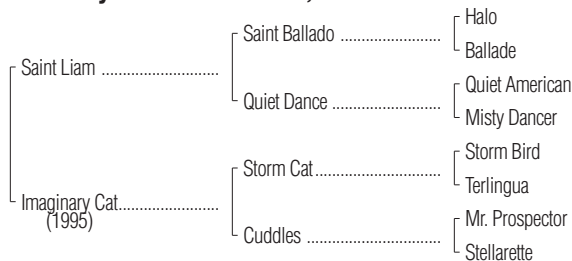 Halo
Saint Ballado ....................
Ballade
Saint Liam ........................
Quiet American
Quiet Dance ......................
Misty Dancer
Storm Bird
Storm Cat .........................
Terlingua
Imaginary Cat .....................
(1995)
Mr. Prospector
Cuddles ...........................
Stellarette